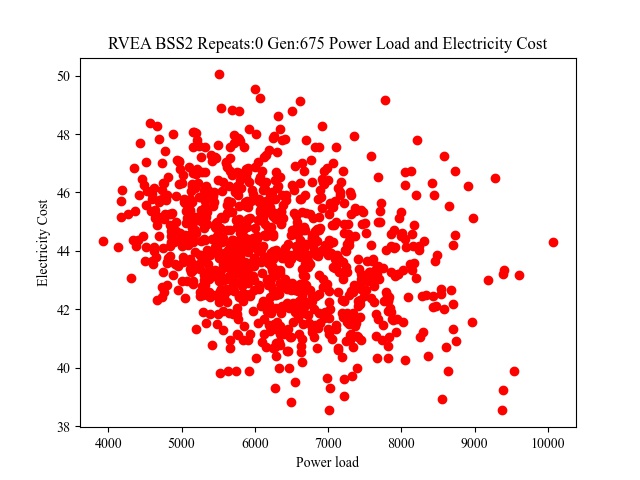 RVEA BSS2 Repeats:0 Gen:675 Power Load and Electricity Cost
Electricity Cost
50
48
46
44
42
40
38
4000 5000 6000 7000 8000 9000 10000
Power load